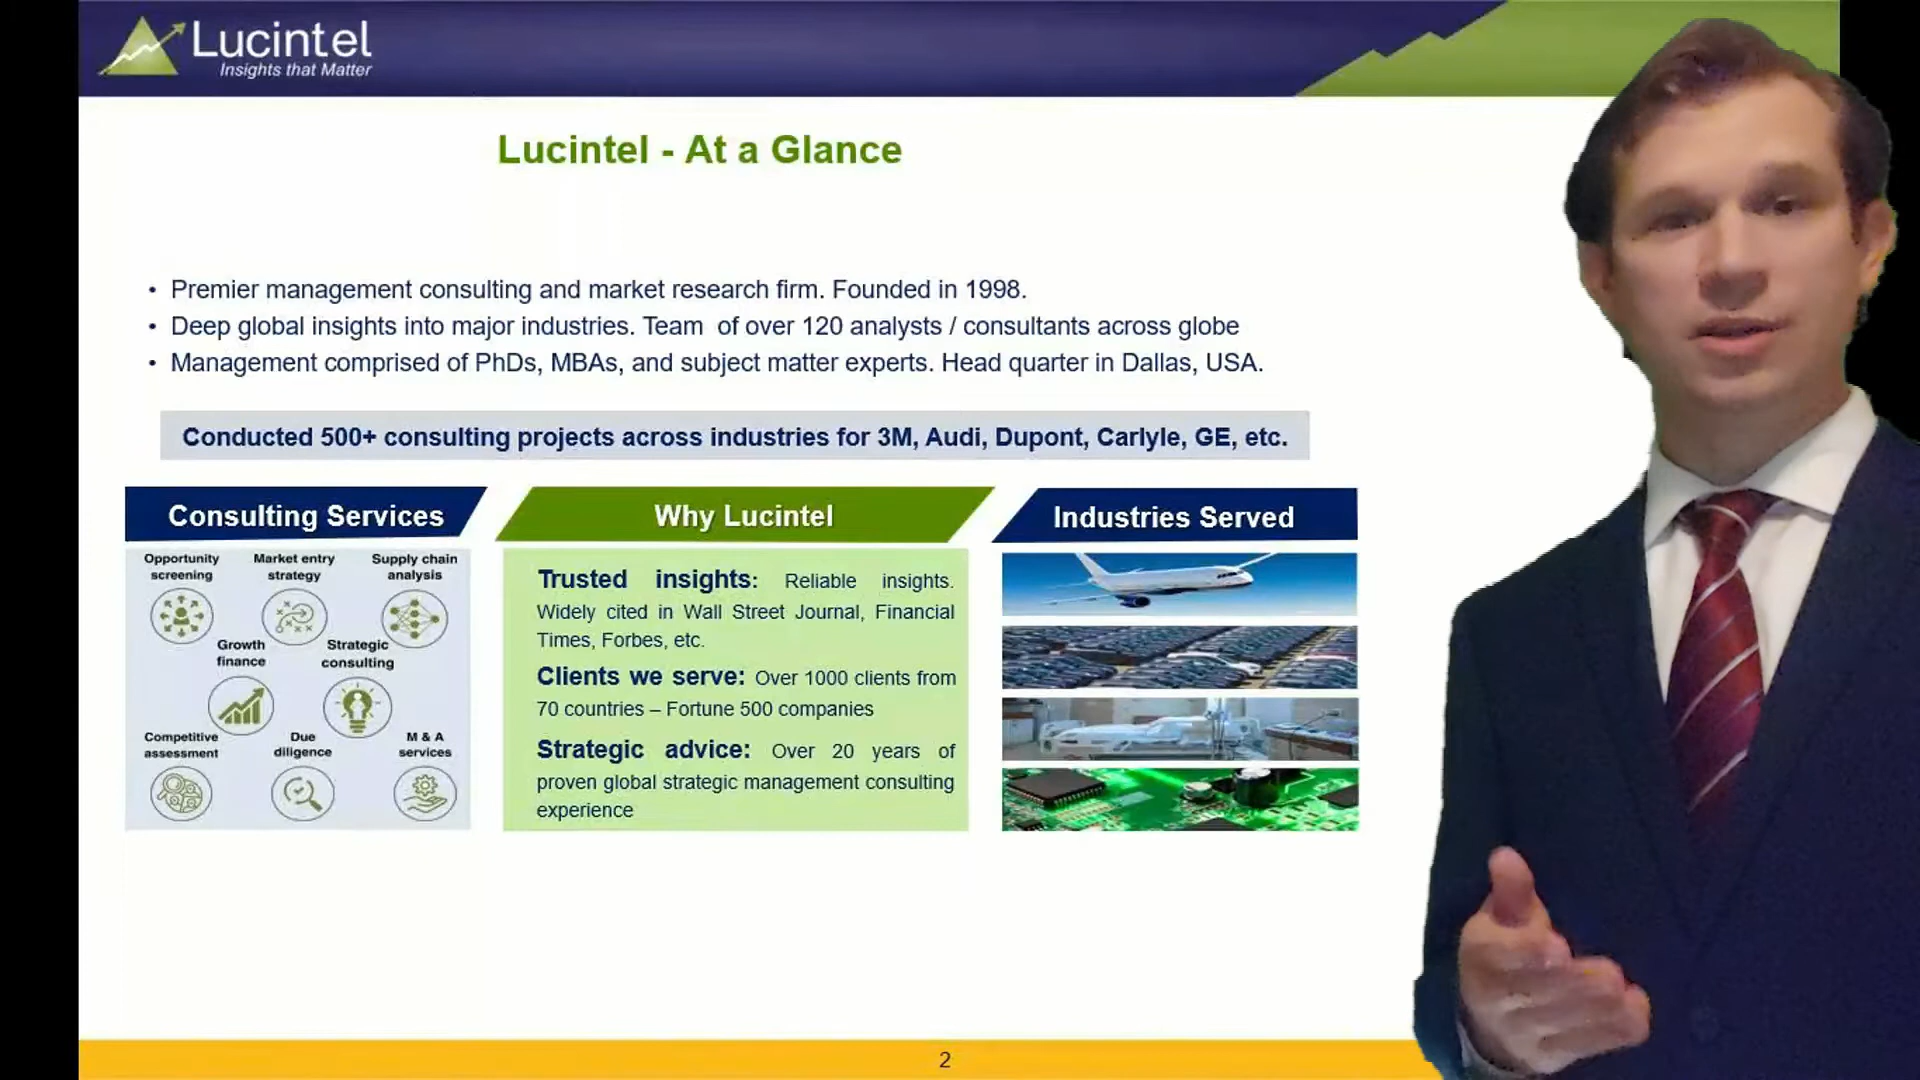 Lucintel
Insights that Matter
Lucintel - At a Glance
• Premier management consulting and market research firm. Founded in 1998.
• Deep global insights into major industries. Team of over 120 analysts / consultants across globe
• Management comprised of PhDs, MBAs, and subject matter experts. Head quarter in Dallas, USA.
Conducted 500+ consulting projects across industries for 3M, Audi, Dupont, Carlyle, GE, etc.
Consulting Services
Opportunity
screening
Market entry
strategy
Supply chain
analysis
Growth
finance
Strategic
consulting
Competitive
assessment
Due
diligence
M & A
services
Why Lucintel
Trusted insights: Reliable insights.
Widely cited in Wall Street Journal, Financial
Times, Forbes, etc.
Clients we serve: Over 1000 clients from
70 countries – Fortune 500 companies
Strategic advice: Over 20 years of
proven global strategic management consulting
experience
Industries Served
2